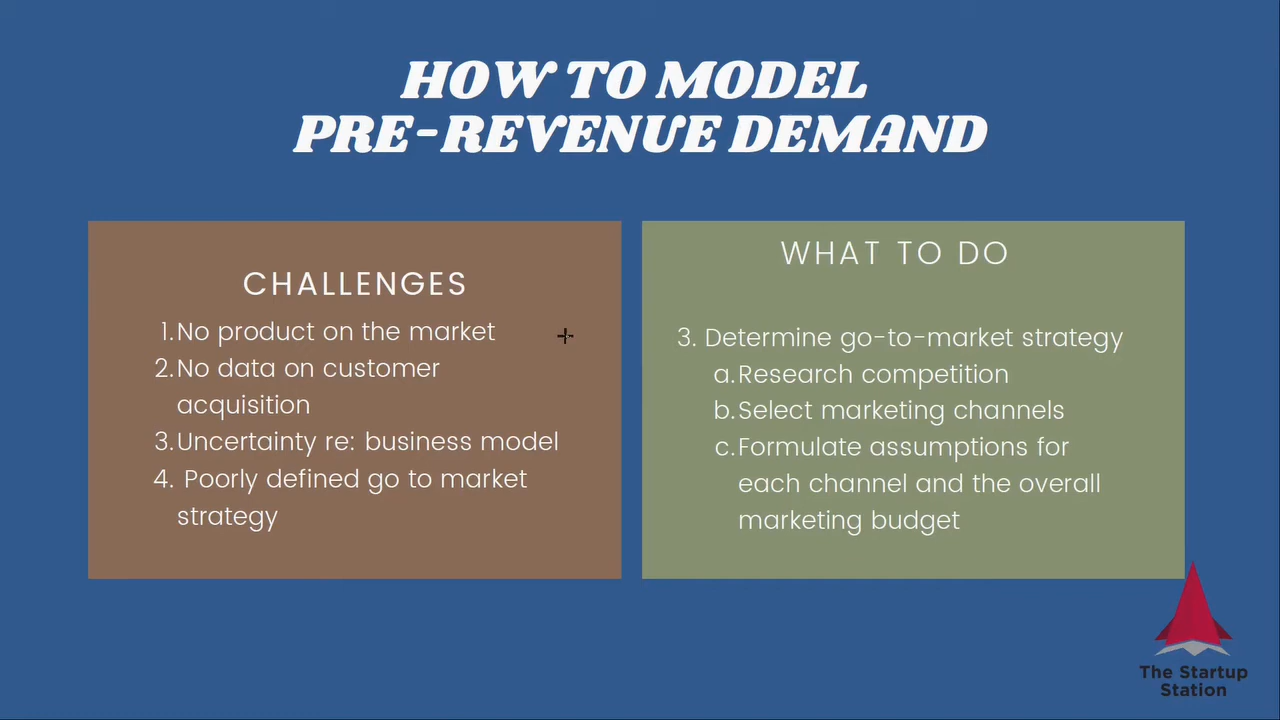 HOW TO MODEL
PRE-REVENUE DEMAND
CHALLENGES
1. No product on the market
2. No data on customer
acquisition
3. Uncertainty re: business model
4. Poorly defined go to market
strategy
WHAT TO DO
3. Determine go-to-market strategy
a. Research competition
b. Select marketing channels
c. Formulate assumptions for
each channel and the overall
marketing budget
The Startup
Station